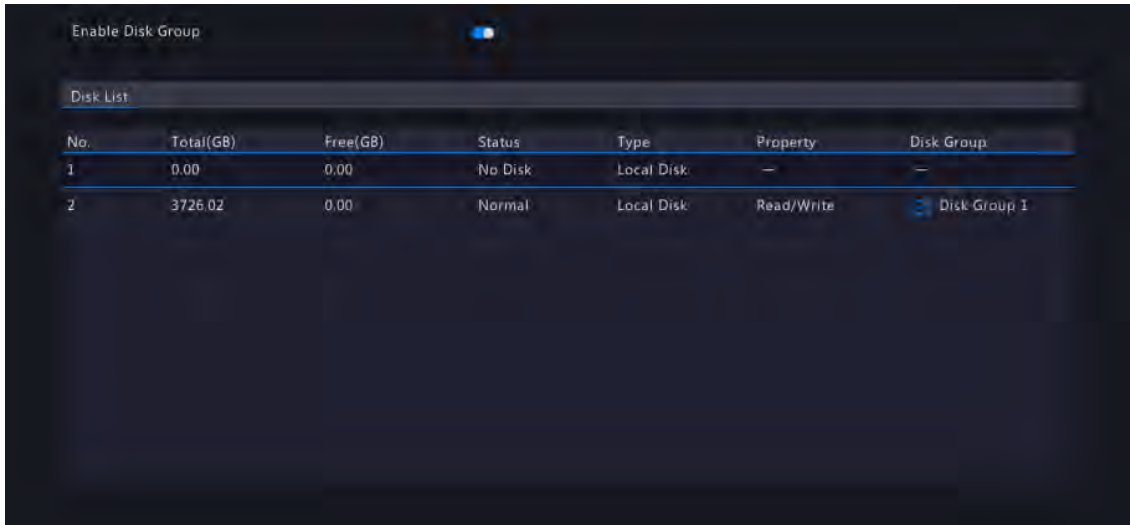 Enable Disk Group
Disk List
No. Total(GB) Free(GB) Status Type Property Disk Group
1 0.00 0.00 No Disk Local Disk — —
2 3726.02 0.00 Normal Local Disk Read/Write Disk Group 1